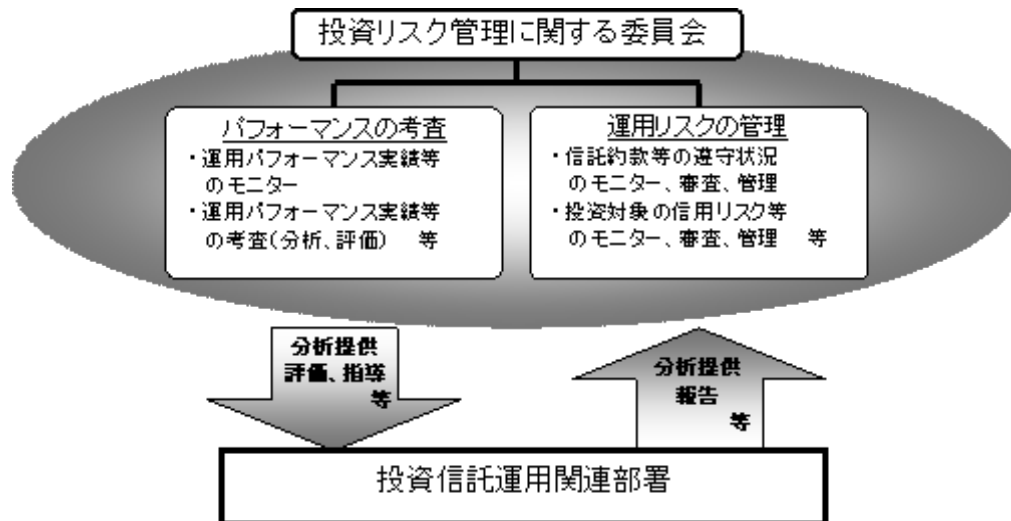 投資リスク管理に関する委員会
パフォーマンスの考査
・運用パフォーマンス実績等
のモニター
・運用パフォーマンス実績等
の考査(分析、評価) 等
運用リスクの管理
・信託約款等の遵守状況
のモニター、審査、管理
・投資対象の信用リスク等
のモニター、審査、管理 等
分析提供
評価、指導
等
分析提供
報告
等
投資信託運用関連部署